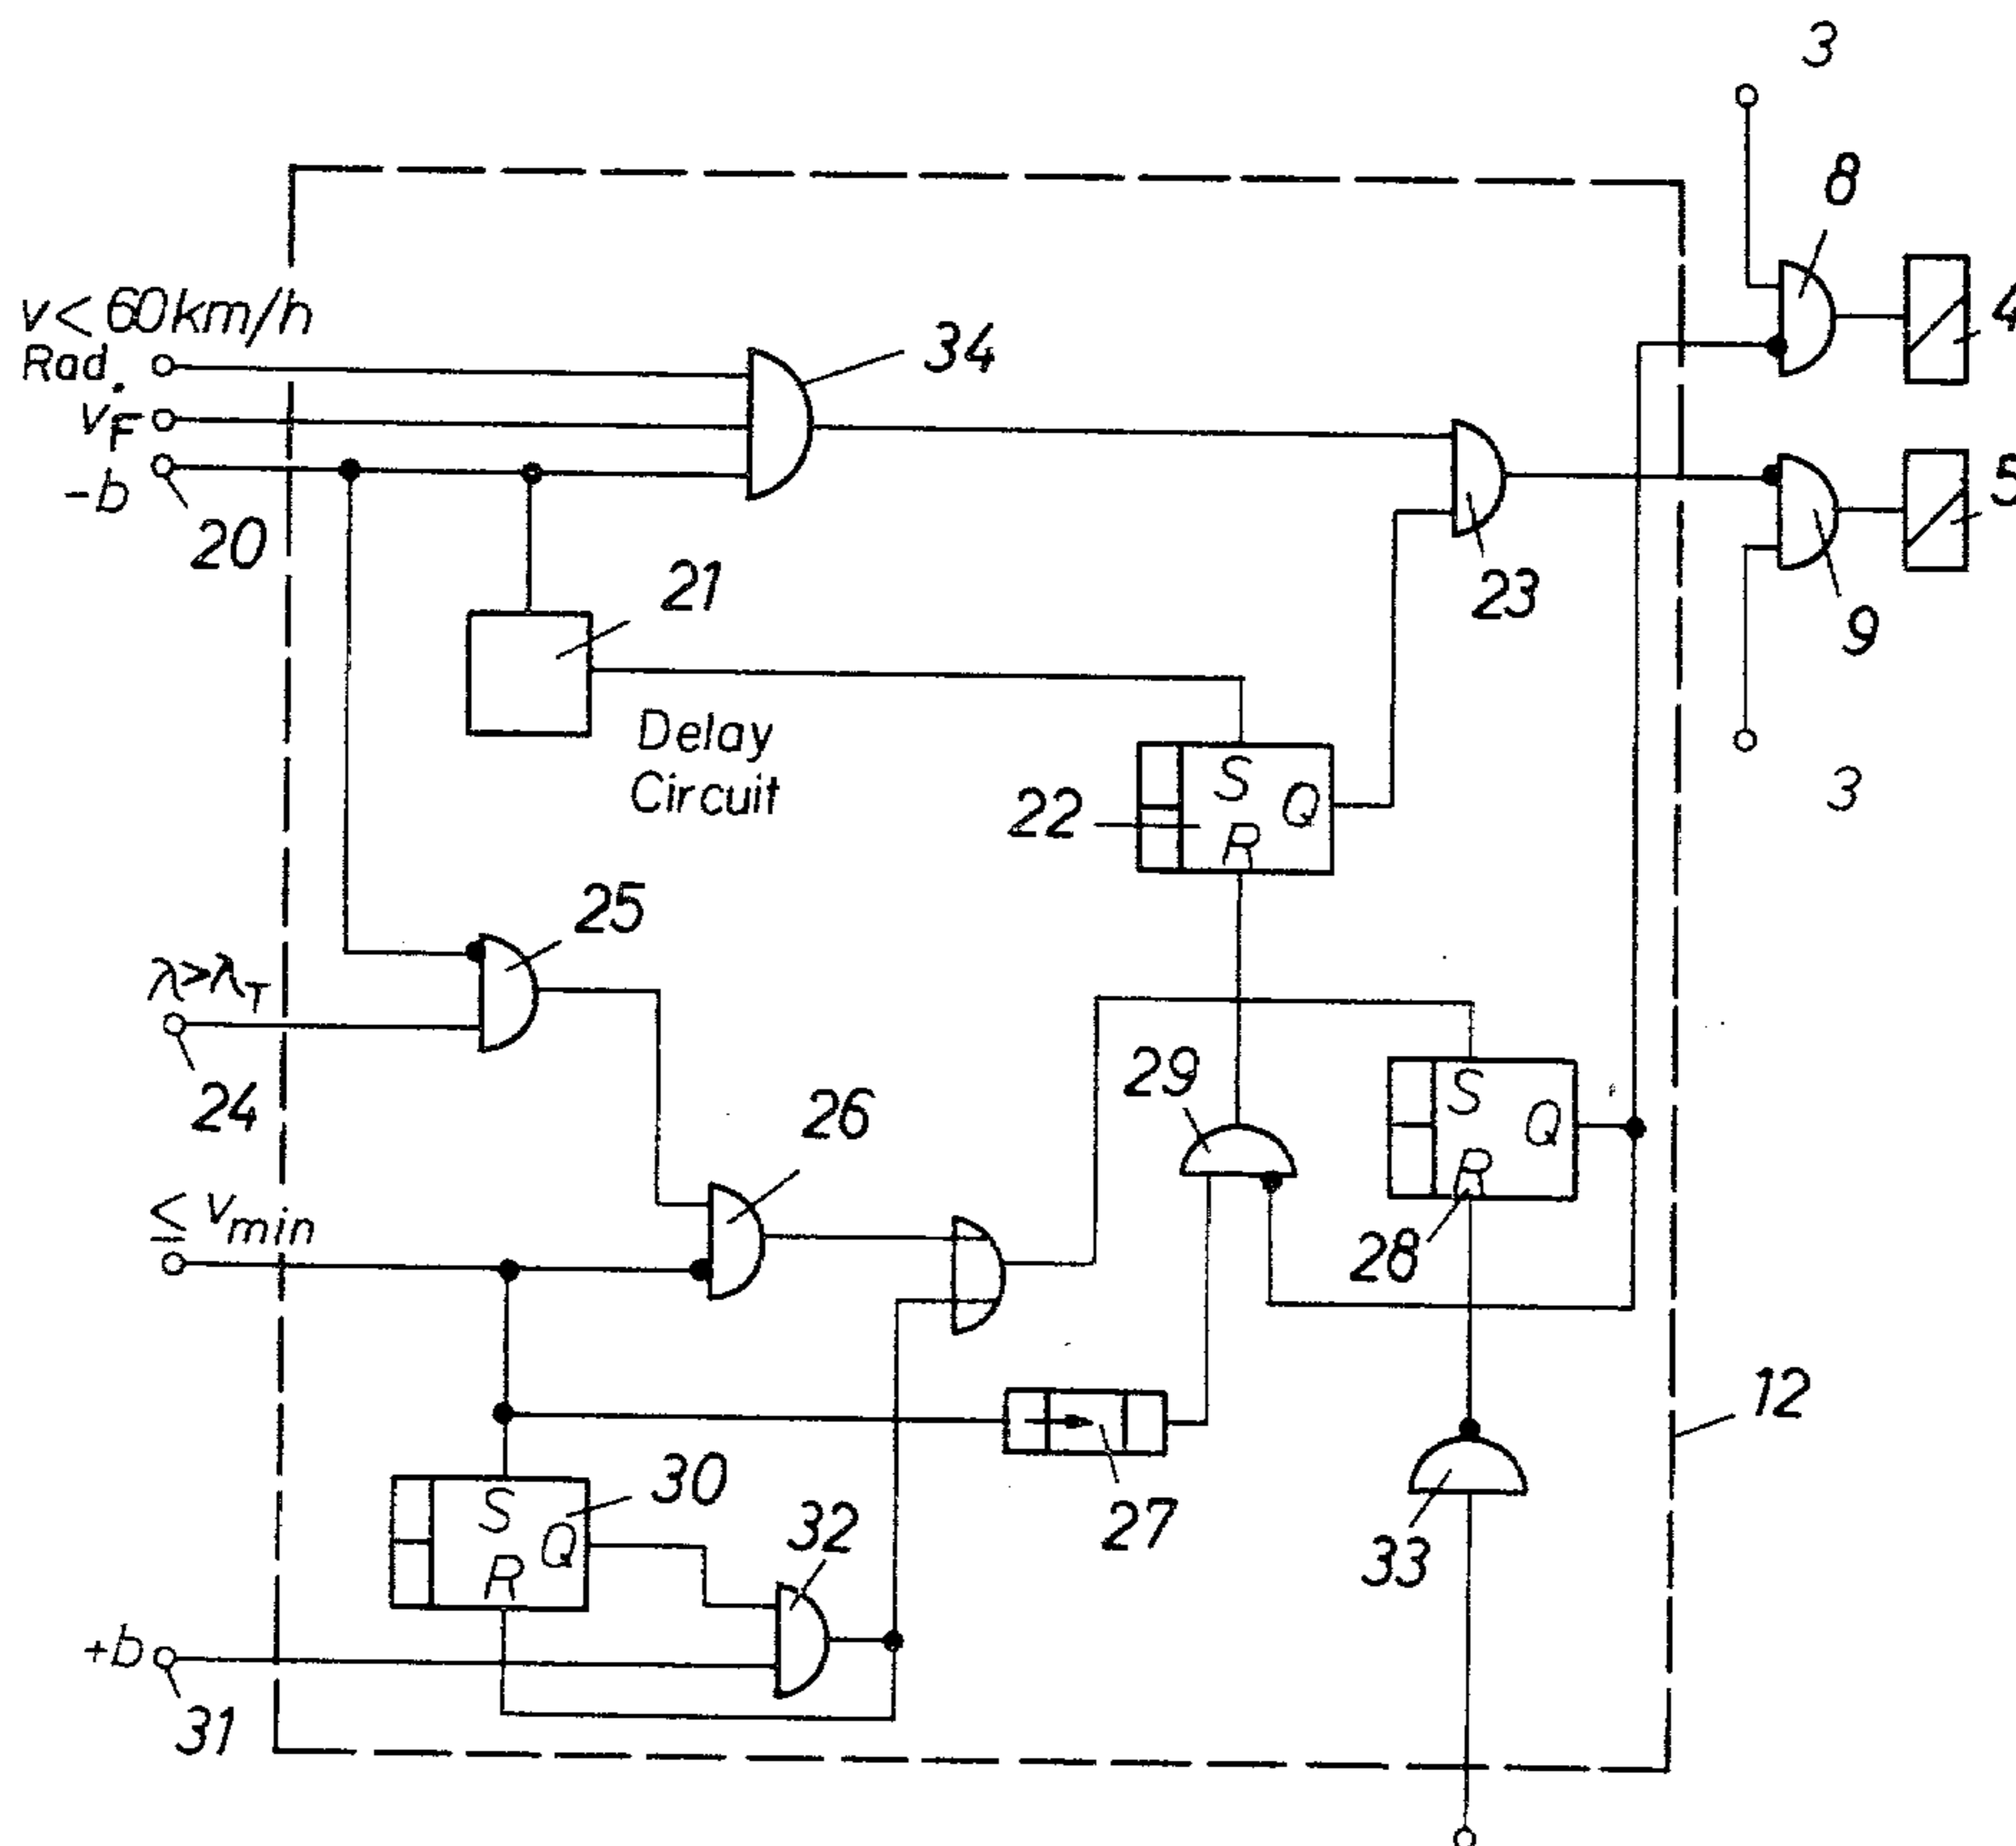 3
8
v< 60km/h
34
4
Rad.
v̇F
5
-b
20
21
23
9
Delay
Circuit
3
S
22
Q
R
25
λ>λT
29
S
24
26
Q
R
≤ vmin
28
12
30
S
27
32
Q
33
R
+b
31